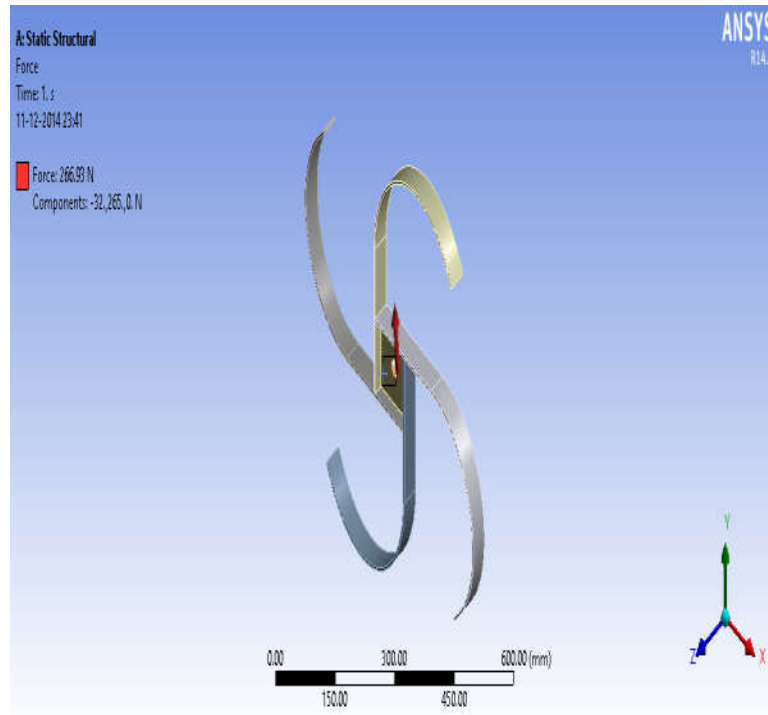 A: Static Structural
Force
Time: 1. s
11-12-2014 23:41
Force: 266.93 N
Components: -32.,265.,0. N
ANSYS
R14.
Y
Z
X
0.00 300.00 600.00 (mm)
150.00 450.00